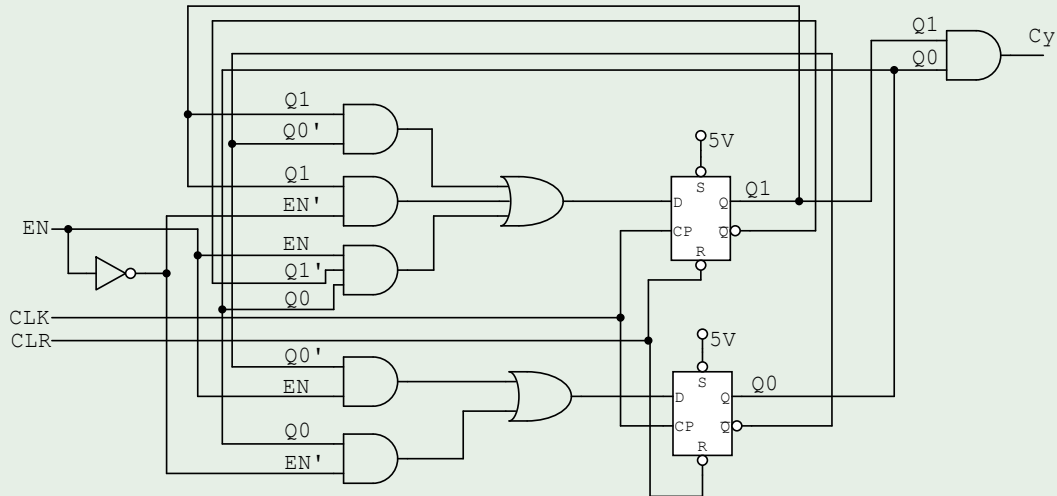 Q1
Cy
Q0
Q1
Q0'
5V
S
Q1
D
Q
Q1
EN'
EN
CP
Q
EN
R
Q1'
Q0
CLK
CLR
5V
Q0'
S
Q0
EN
D
Q
CP
Q
Q0
R
EN'